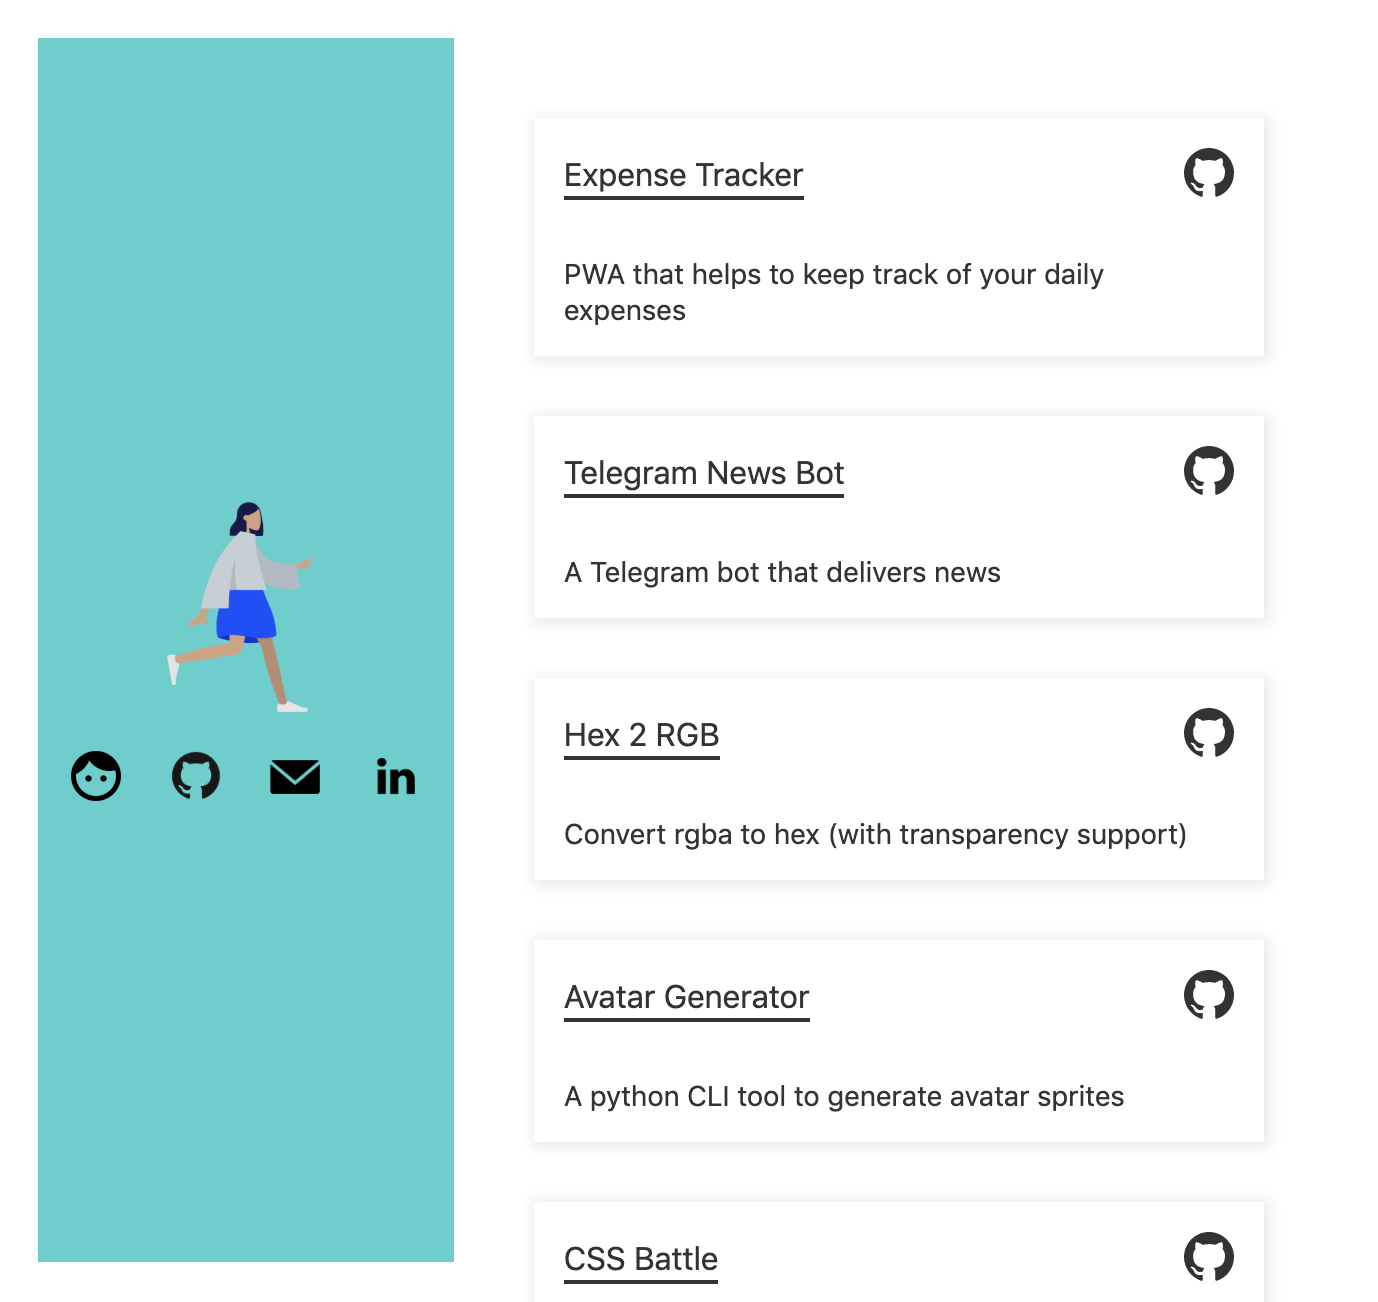 Expense Tracker
PWA that helps to keep track of your daily
expenses
Telegram News Bot
A Telegram bot that delivers news
Hex 2 RGB
Convert rgba to hex (with transparency support)
Avatar Generator
A python CLI tool to generate avatar sprites
in
CSS Battle